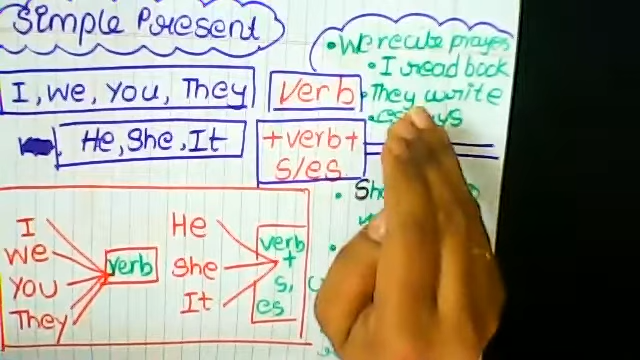 Simple Present
I, we, you, They
verb
He, She, It
+verb+
s/es
• We recite prayes
• I read book
• They write
I
we
you
They
verb
He
She
It
verb
+
s,
es